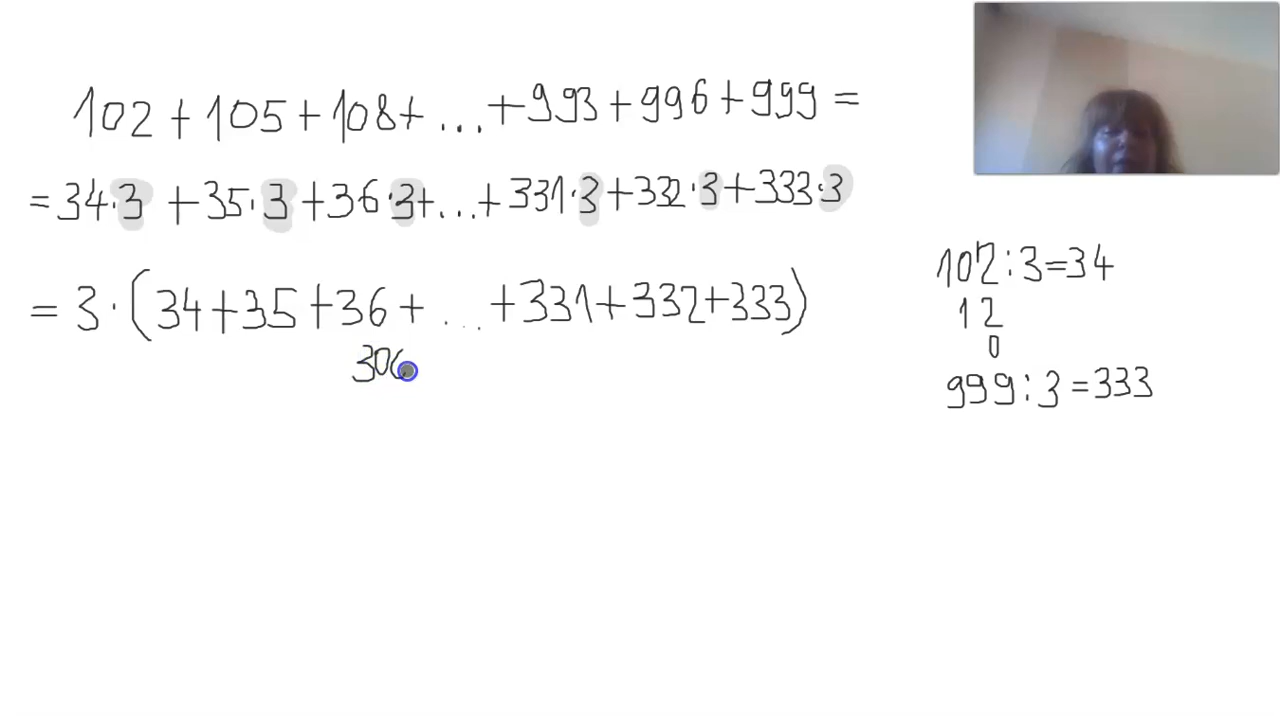 102 + 105 + 108 + ... + 993 + 996 + 999 =
= 34·3 + 35·3 + 36·3 + ... + 331·3 + 332·3 + 333·3
= 3·(34 + 35 + 36 + ... + 331 + 332 + 333)
306
102:3=34
12
0
999:3=333